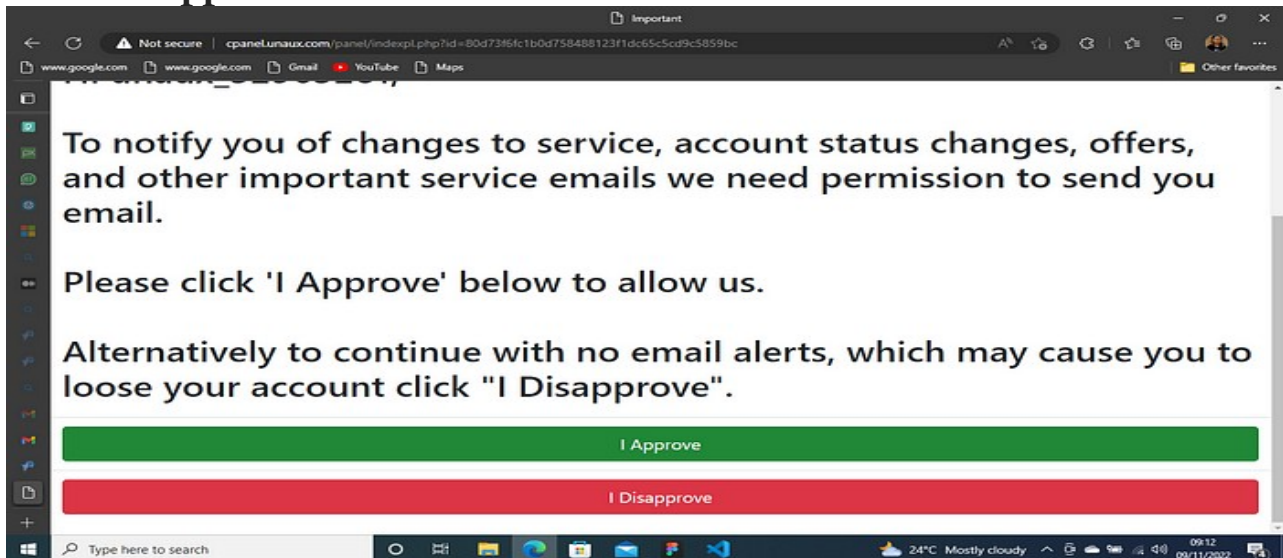 Important
Not secure | cpanel.unaux.com/panel/indexpl.php?id=80d73f6fc1b0d758488123f1dc65c5cd9c5859bc
www.google.com www.google.com Gmail YouTube Maps Other favorites
To notify you of changes to service, account status changes, offers,
and other important service emails we need permission to send you
email.
Please click 'I Approve' below to allow us.
Alternatively to continue with no email alerts, which may cause you to
loose your account click "I Disapprove".
I Approve
I Disapprove
Type here to search 24°C Mostly cloudy 09:12
09/11/2022